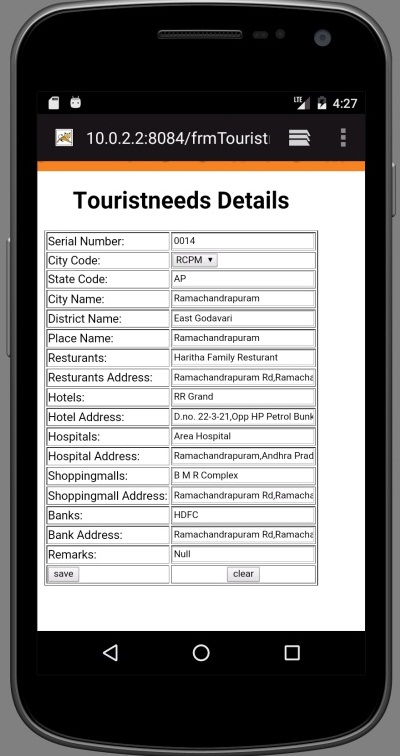 LTE 4:27
10.0.2.2:8084/frmTourist
Touristneeds Details
Serial Number: 0014
City Code: RCPM
State Code: AP
City Name: Ramachandrapuram
District Name: East Godavari
Place Name: Ramachandrapuram
Resturants: Haritha Family Resturant
Resturants Address: Ramachandrapuram Rd,Ramacha
Hotels: RR Grand
Hotel Address: D.no. 22-3-21,Opp HP Petrol Bunk
Hospitals: Area Hospital
Hospital Address: Ramachandrapuram,Andhra Prad
Shoppingmalls: B M R Complex
Shoppingmall Address: Ramachandrapuram Rd,Ramacha
Banks: HDFC
Bank Address: Ramachandrapuram Rd,Ramacha
Remarks: Null
save clear